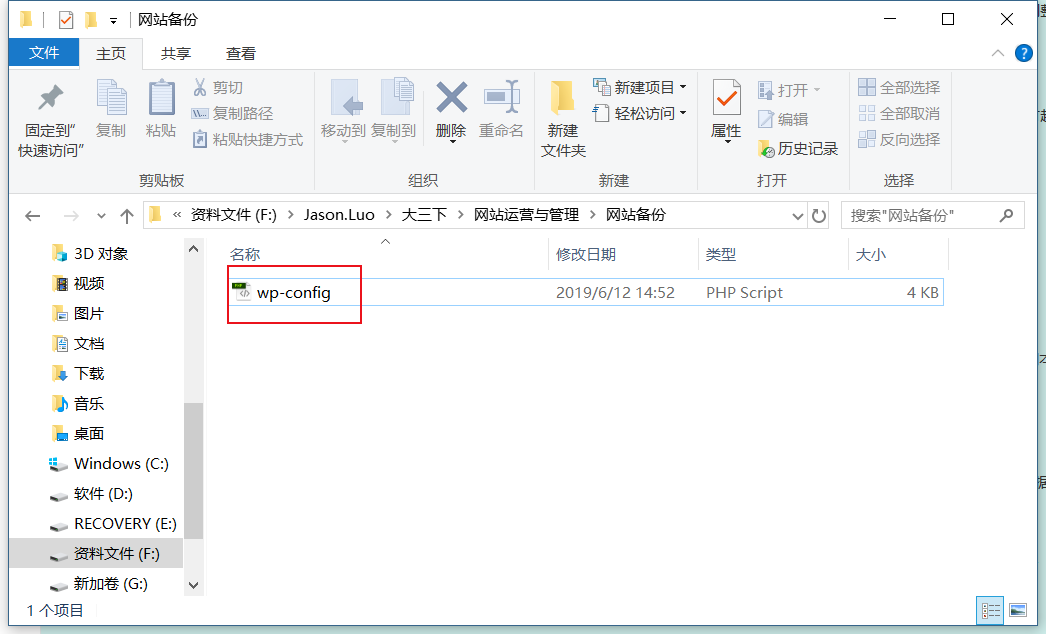 网站备份
文件 主页 共享 查看
固定到"快速访问"
复制
粘贴
剪切
复制路径
粘贴快捷方式
剪贴板
移动到 复制到
删除 重命名
组织
新建文件夹
新建项目
轻松访问
新建
属性
打开
编辑
历史记录
打开
全部选择
全部取消
反向选择
选择
« 资料文件 (F:) > Jason.Luo > 大三下 > 网站运营与管理 > 网站备份
搜索"网站备份"
3D 对象
视频
图片
文档
下载
音乐
桌面
Windows (C:)
软件 (D:)
RECOVERY (E:)
资料文件 (F:)
新加卷 (G:)
名称 修改日期 类型 大小
wp-config 2019/6/12 14:52 PHP Script 4 KB
1 个项目